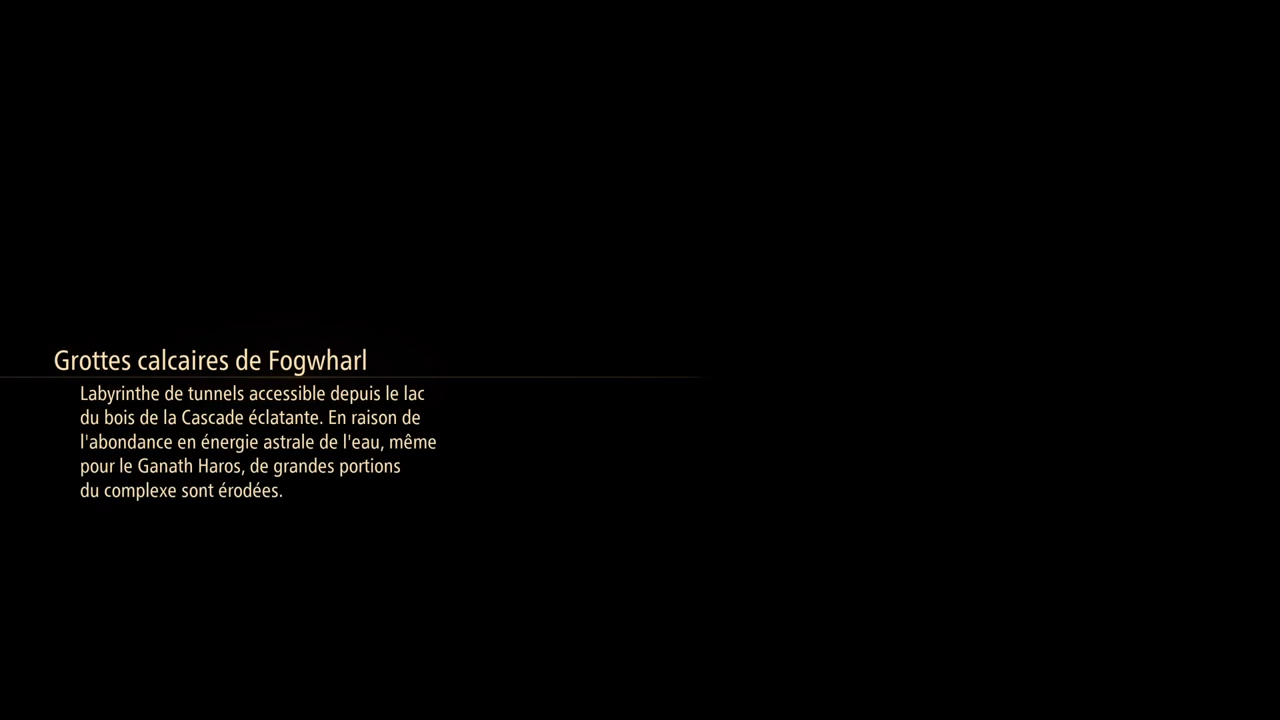 Grottes calcaires de Fogwharl
Labyrinthe de tunnels accessible depuis le lac
du bois de la Cascade éclatante. En raison de
l'abondance en énergie astrale de l'eau, même
pour le Ganath Haros, de grandes portions
du complexe sont érodées.